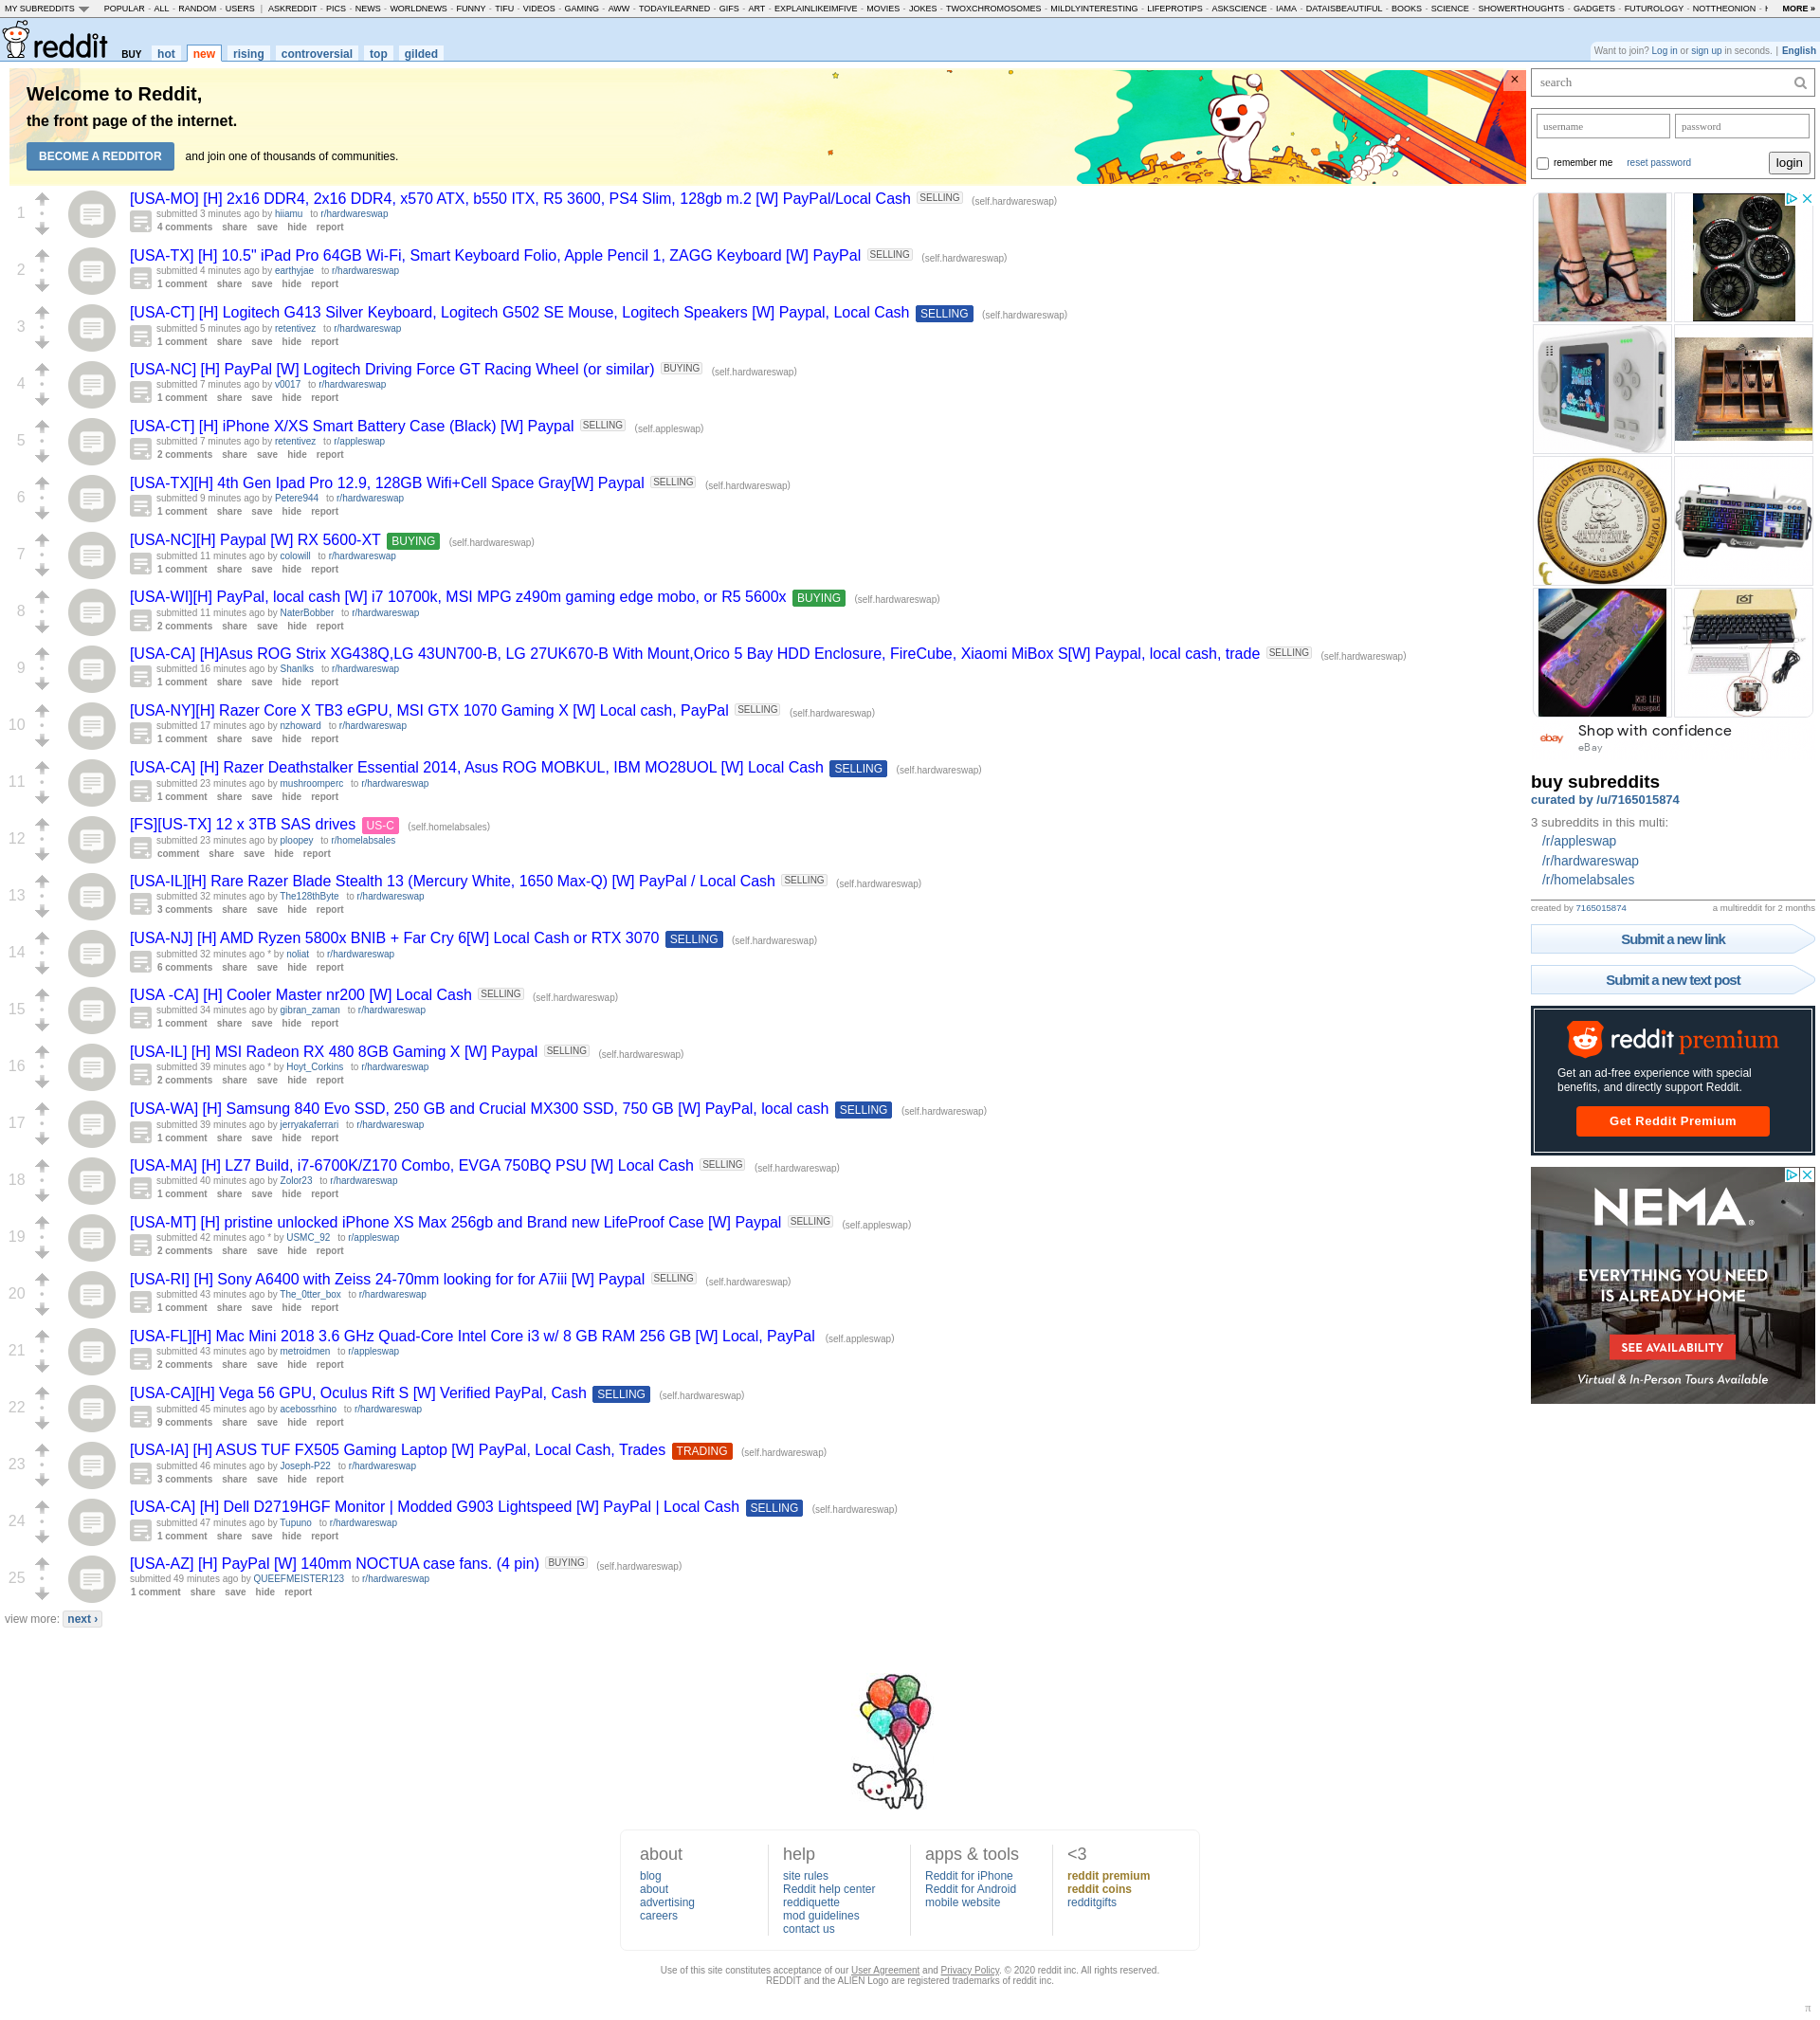 MY SUBREDDITS POPULAR - ALL - RANDOM - USERS | ASKREDDIT - PICS - NEWS - WORLDNEWS - FUNNY - TIFU - VIDEOS - GAMING - AWW - TODAYILEARNED - GIFS - ART - EXPLAINLIKEIMFIVE - MOVIES - JOKES - TWOXCHROMOSOMES - MILDLYINTERESTING - LIFEPROTIPS - ASKSCIENCE - IAMA - DATAISBEAUTIFUL - BOOKS - SCIENCE - SHOWERTHOUGHTS - GADGETS - FUTUROLOGY - NOTTHEONION - MORE »
reddit BUY hot new rising controversial top gilded
Want to join? Log in or sign up in seconds. | English
Welcome to Reddit,
the front page of the internet.
BECOME A REDDITOR and join one of thousands of communities.
×
1
[USA-MO] [H] 2x16 DDR4, 2x16 DDR4, x570 ATX, b550 ITX, R5 3600, PS4 Slim, 128gb m.2 [W] PayPal/Local Cash SELLING (self.hardwareswap)
submitted 3 minutes ago by hiiamu to r/hardwareswap
4 comments share save hide report
2
[USA-TX] [H] 10.5" iPad Pro 64GB Wi-Fi, Smart Keyboard Folio, Apple Pencil 1, ZAGG Keyboard [W] PayPal SELLING (self.hardwareswap)
submitted 4 minutes ago by earthyjae to r/hardwareswap
1 comment share save hide report
3
[USA-CT] [H] Logitech G413 Silver Keyboard, Logitech G502 SE Mouse, Logitech Speakers [W] Paypal, Local Cash SELLING (self.hardwareswap)
submitted 5 minutes ago by retentivez to r/hardwareswap
1 comment share save hide report
4
[USA-NC] [H] PayPal [W] Logitech Driving Force GT Racing Wheel (or similar) BUYING (self.hardwareswap)
submitted 7 minutes ago by v0017 to r/hardwareswap
1 comment share save hide report
5
[USA-CT] [H] iPhone X/XS Smart Battery Case (Black) [W] Paypal SELLING (self.appleswap)
submitted 7 minutes ago by retentivez to r/appleswap
2 comments share save hide report
6
[USA-TX][H] 4th Gen Ipad Pro 12.9, 128GB Wifi+Cell Space Gray[W] Paypal SELLING (self.hardwareswap)
submitted 9 minutes ago by Petere944 to r/hardwareswap
1 comment share save hide report
7
[USA-NC][H] Paypal [W] RX 5600-XT BUYING (self.hardwareswap)
submitted 11 minutes ago by colowill to r/hardwareswap
1 comment share save hide report
8
[USA-WI][H] PayPal, local cash [W] i7 10700k, MSI MPG z490m gaming edge mobo, or R5 5600x BUYING (self.hardwareswap)
submitted 11 minutes ago by NaterBobber to r/hardwareswap
2 comments share save hide report
9
[USA-CA] [H]Asus ROG Strix XG438Q,LG 43UN700-B, LG 27UK670-B With Mount,Orico 5 Bay HDD Enclosure, FireCube, Xiaomi MiBox S[W] Paypal, local cash, trade SELLING (self.hardwareswap)
submitted 16 minutes ago by Shanlks to r/hardwareswap
1 comment share save hide report
10
[USA-NY][H] Razer Core X TB3 eGPU, MSI GTX 1070 Gaming X [W] Local cash, PayPal SELLING (self.hardwareswap)
submitted 17 minutes ago by nzhoward to r/hardwareswap
1 comment share save hide report
11
[USA-CA] [H] Razer Deathstalker Essential 2014, Asus ROG MOBKUL, IBM MO28UOL [W] Local Cash SELLING (self.hardwareswap)
submitted 23 minutes ago by mushroomperc to r/hardwareswap
1 comment share save hide report
12
[FS][US-TX] 12 x 3TB SAS drives US-C (self.homelabsales)
submitted 23 minutes ago by ploopey to r/homelabsales
comment share save hide report
13
[USA-IL][H] Rare Razer Blade Stealth 13 (Mercury White, 1650 Max-Q) [W] PayPal / Local Cash SELLING (self.hardwareswap)
submitted 32 minutes ago by The128thByte to r/hardwareswap
3 comments share save hide report
14
[USA-NJ] [H] AMD Ryzen 5800x BNIB + Far Cry 6[W] Local Cash or RTX 3070 SELLING (self.hardwareswap)
submitted 32 minutes ago * by noliat to r/hardwareswap
6 comments share save hide report
15
[USA -CA] [H] Cooler Master nr200 [W] Local Cash SELLING (self.hardwareswap)
submitted 34 minutes ago by gibran_zaman to r/hardwareswap
1 comment share save hide report
16
[USA-IL] [H] MSI Radeon RX 480 8GB Gaming X [W] Paypal SELLING (self.hardwareswap)
submitted 39 minutes ago * by Hoyt_Corkins to r/hardwareswap
2 comments share save hide report
17
[USA-WA] [H] Samsung 840 Evo SSD, 250 GB and Crucial MX300 SSD, 750 GB [W] PayPal, local cash SELLING (self.hardwareswap)
submitted 39 minutes ago by jerryakaferrari to r/hardwareswap
1 comment share save hide report
18
[USA-MA] [H] LZ7 Build, i7-6700K/Z170 Combo, EVGA 750BQ PSU [W] Local Cash SELLING (self.hardwareswap)
submitted 40 minutes ago by Zolor23 to r/hardwareswap
1 comment share save hide report
19
[USA-MT] [H] pristine unlocked iPhone XS Max 256gb and Brand new LifeProof Case [W] Paypal SELLING (self.appleswap)
submitted 42 minutes ago * by USMC_92 to r/appleswap
2 comments share save hide report
20
[USA-RI] [H] Sony A6400 with Zeiss 24-70mm looking for for A7iii [W] Paypal SELLING (self.hardwareswap)
submitted 43 minutes ago by The_0tter_box to r/hardwareswap
1 comment share save hide report
21
[USA-FL][H] Mac Mini 2018 3.6 GHz Quad-Core Intel Core i3 w/ 8 GB RAM 256 GB [W] Local, PayPal (self.appleswap)
submitted 43 minutes ago by metroidmen to r/appleswap
2 comments share save hide report
22
[USA-CA][H] Vega 56 GPU, Oculus Rift S [W] Verified PayPal, Cash SELLING (self.hardwareswap)
submitted 45 minutes ago by acebossrhino to r/hardwareswap
9 comments share save hide report
23
[USA-IA] [H] ASUS TUF FX505 Gaming Laptop [W] PayPal, Local Cash, Trades TRADING (self.hardwareswap)
submitted 46 minutes ago by Joseph-P22 to r/hardwareswap
3 comments share save hide report
24
[USA-CA] [H] Dell D2719HGF Monitor | Modded G903 Lightspeed [W] PayPal | Local Cash SELLING (self.hardwareswap)
submitted 47 minutes ago by Tupuno to r/hardwareswap
1 comment share save hide report
25
[USA-AZ] [H] PayPal [W] 140mm NOCTUA case fans. (4 pin) BUYING (self.hardwareswap)
submitted 49 minutes ago by QUEEFMEISTER123 to r/hardwareswap
1 comment share save hide report
view more: next ›
search
username password
remember me reset password login
LIMITED EDITION TEN DOLLAR GAMING TOKEN
LAS VEGAS, NV
RGB LED
Mousepad
ebay Shop with confidence
eBay
buy subreddits
curated by /u/7165015874
3 subreddits in this multi:
/r/appleswap
/r/hardwareswap
/r/homelabsales
created by 7165015874 a multireddit for 2 months
Submit a new link
Submit a new text post
reddit premium
Get an ad-free experience with special
benefits, and directly support Reddit.
Get Reddit Premium
NEMA®
EVERYTHING YOU NEED
IS ALREADY HOME
SEE AVAILABILITY
Virtual & In-Person Tours Available
about
blog
about
advertising
careers
help
site rules
Reddit help center
reddiquette
mod guidelines
contact us
apps & tools
Reddit for iPhone
Reddit for Android
mobile website
<3
reddit premium
reddit coins
redditgifts
Use of this site constitutes acceptance of our User Agreement and Privacy Policy. © 2020 reddit inc. All rights reserved.
REDDIT and the ALIEN Logo are registered trademarks of reddit inc.
π